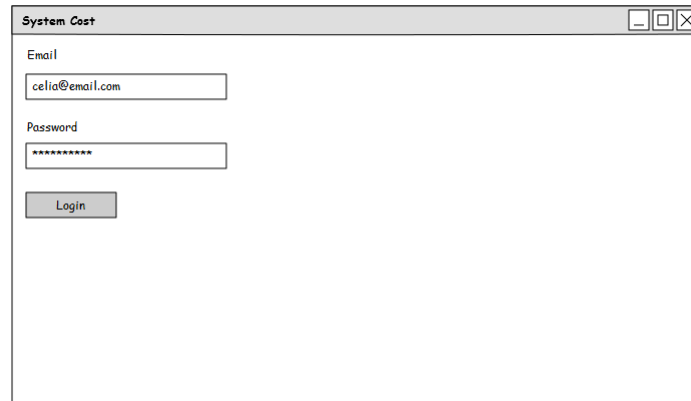 System Cost
Email
celia@email.com
Password
**********
Login